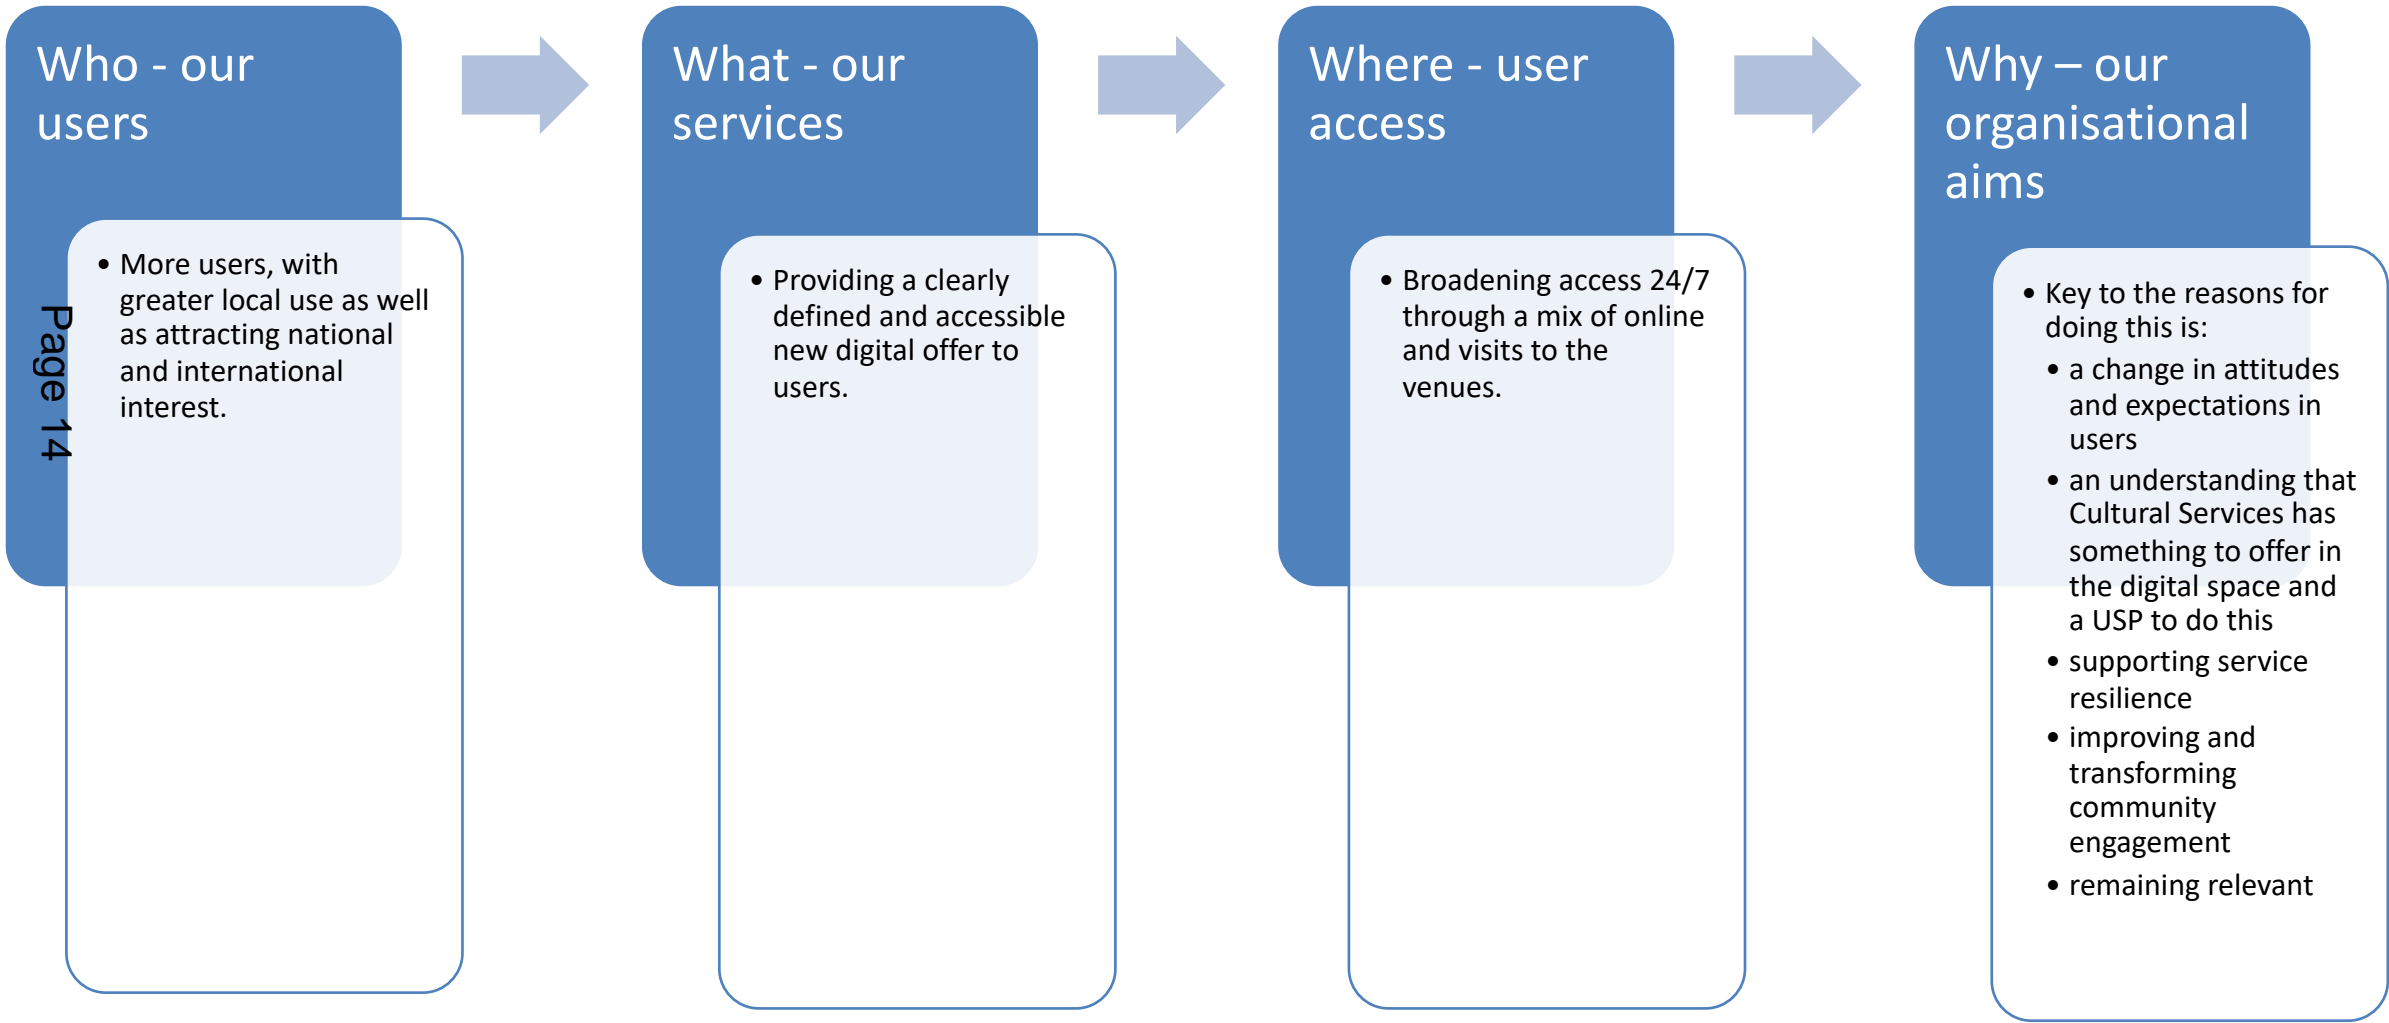 Who - our
users
• More users, with
greater local use as well
as attracting national
and international
interest.
Page 14
What - our
services
• Providing a clearly
defined and accessible
new digital offer to
users.
Where - user
access
• Broadening access 24/7
through a mix of online
and visits to the
venues.
Why – our
organisational
aims
• Key to the reasons for
doing this is:
• a change in attitudes
and expectations in
users
• an understanding that
Cultural Services has
something to offer in
the digital space and
a USP to do this
• supporting service
resilience
• improving and
transforming
community
engagement
• remaining relevant